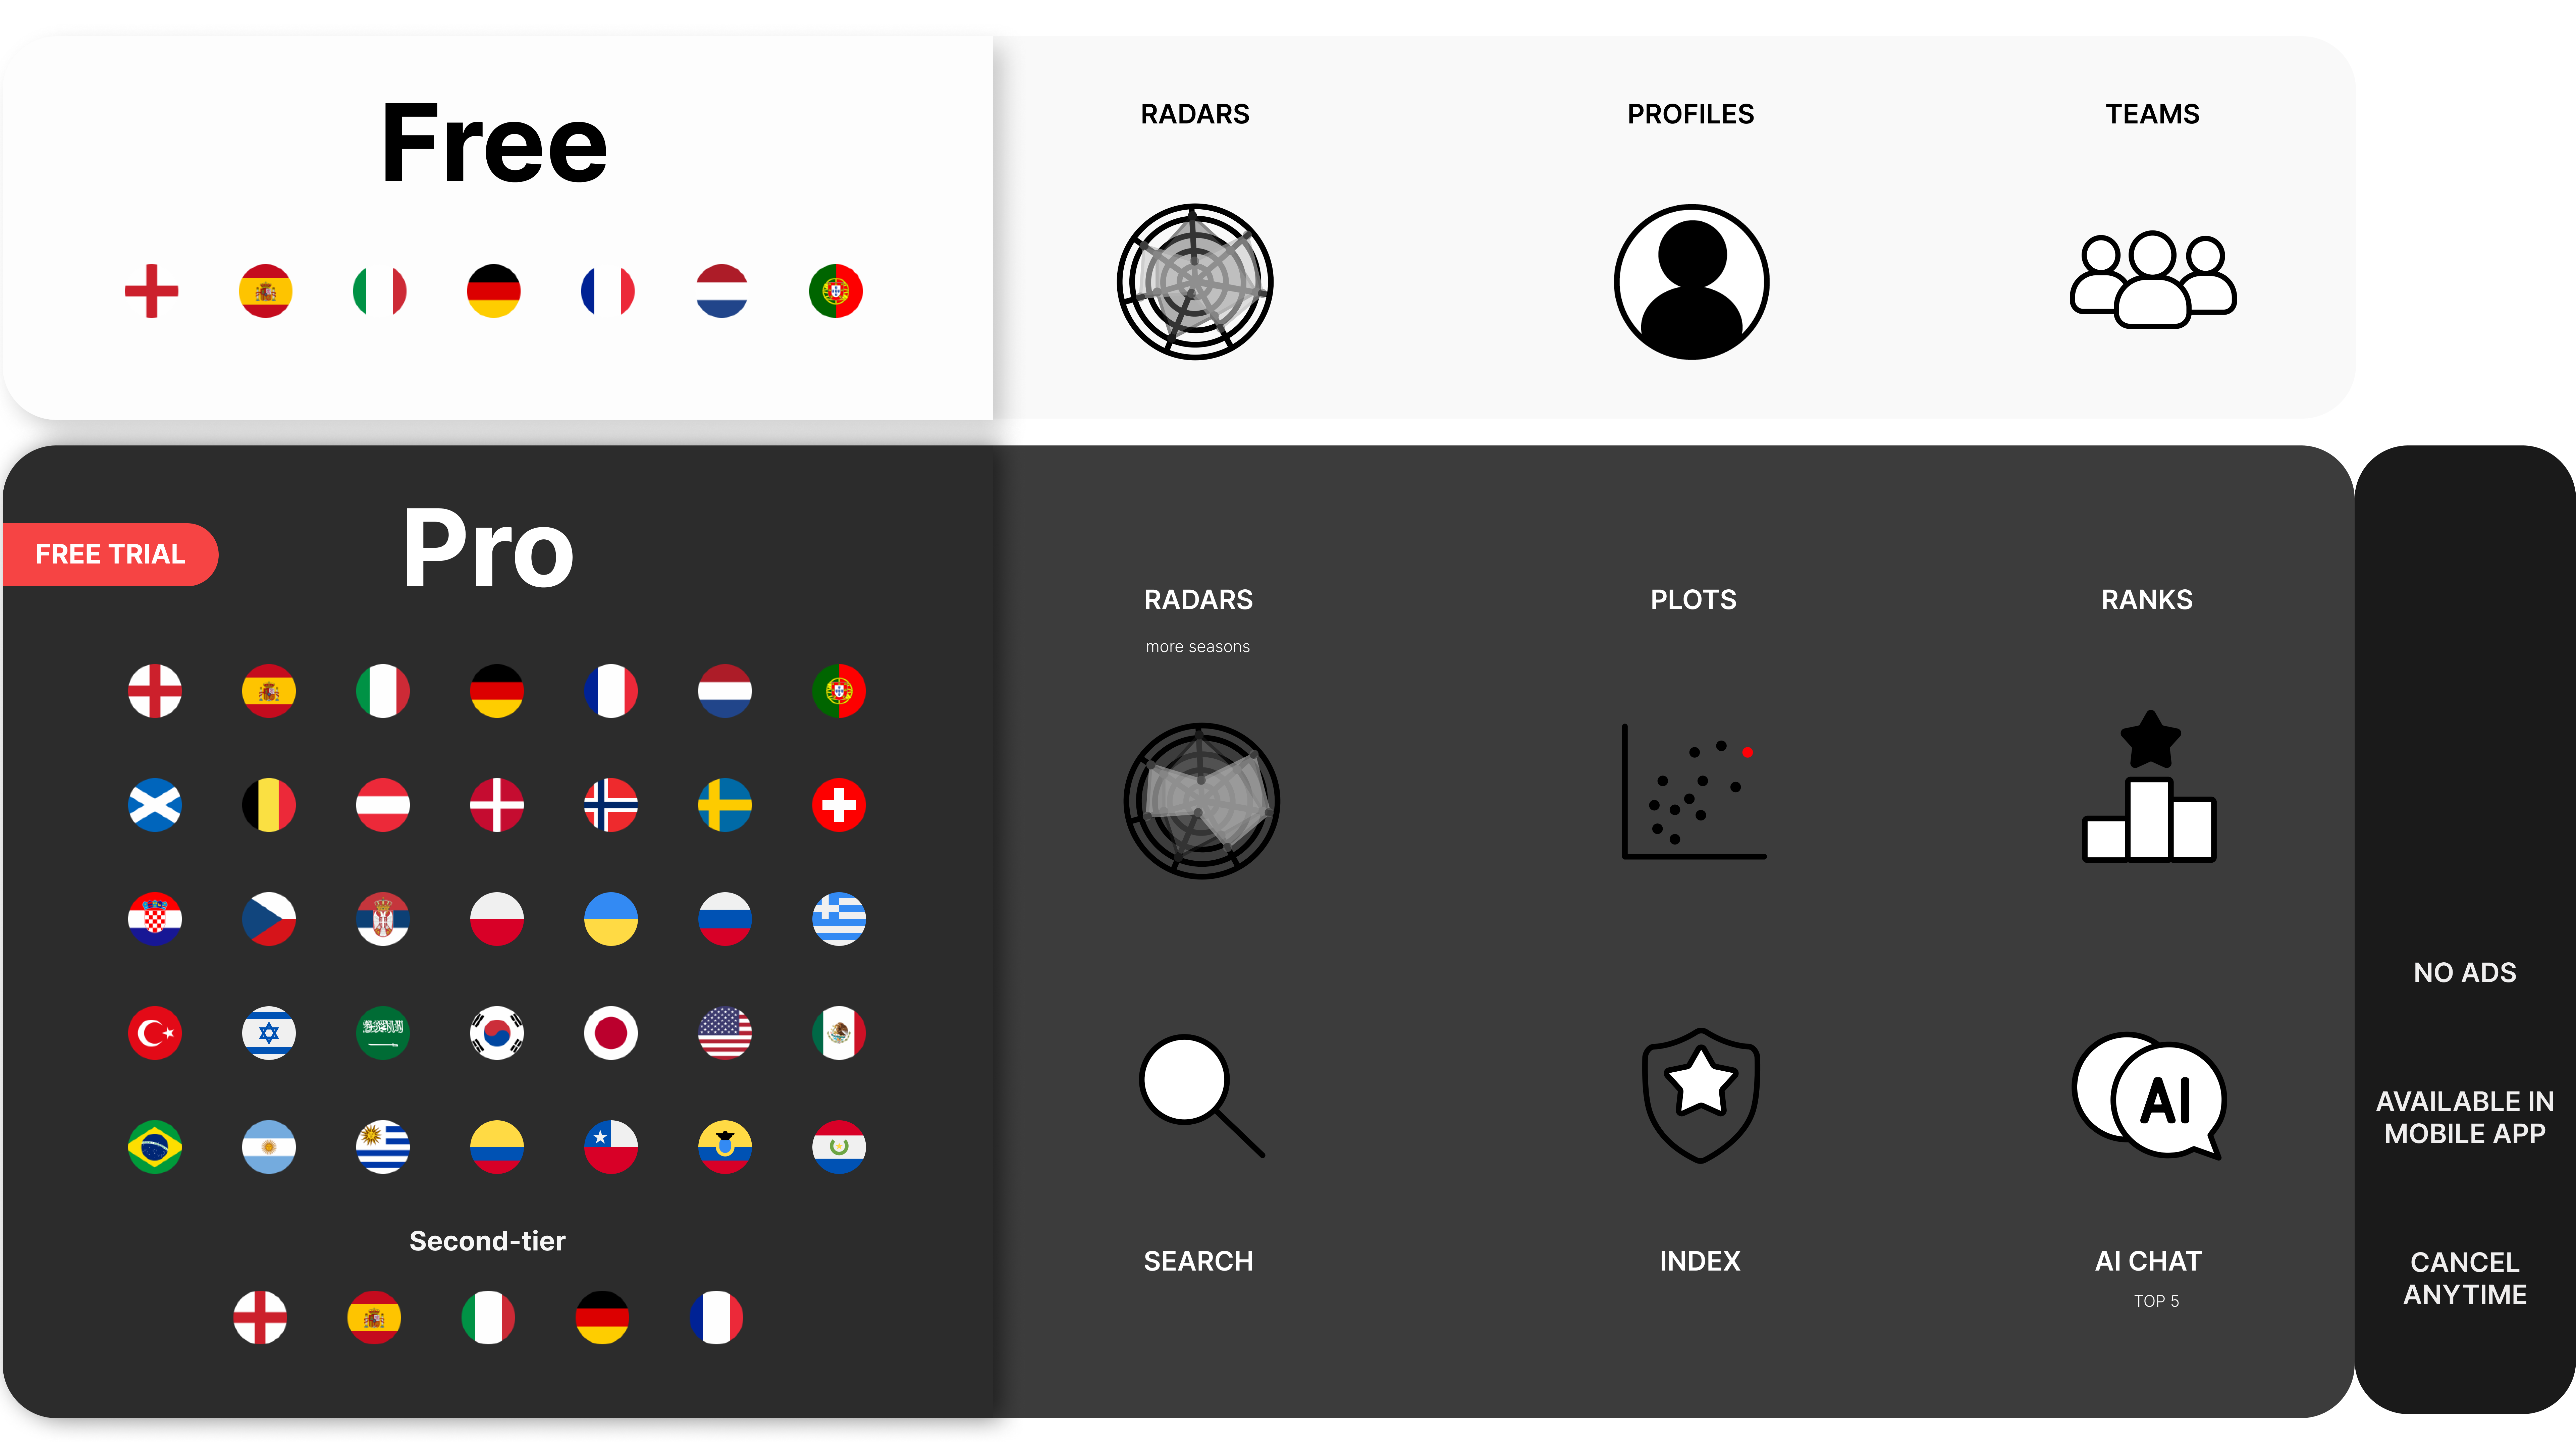 Free
RADARS
PROFILES
TEAMS
FREE TRIAL
Pro
RADARS
more seasons
PLOTS
RANKS
Second-tier
SEARCH
INDEX
AI
AI CHAT
TOP 5
NO ADS
AVAILABLE IN
MOBILE APP
CANCEL
ANYTIME